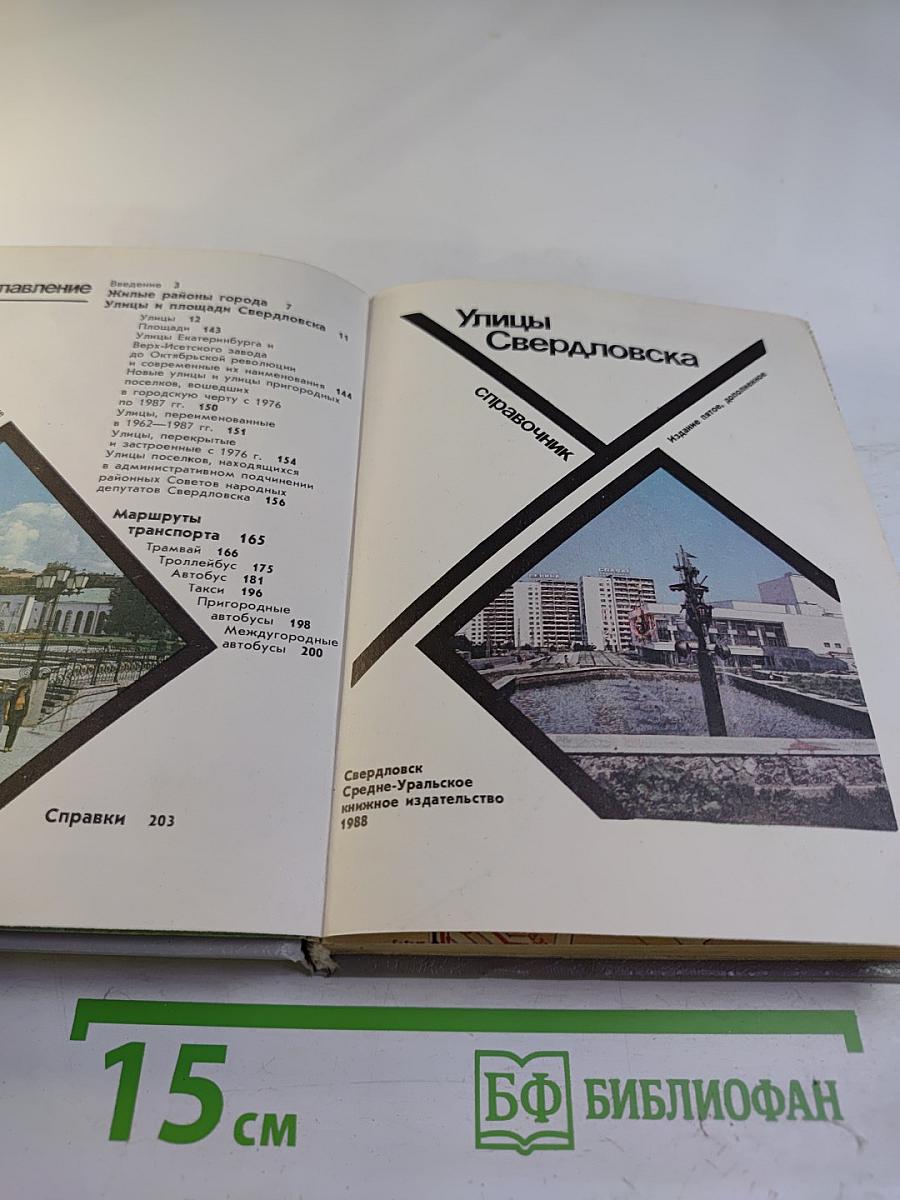 главление
Введение 3
Жилые районы города 7
Улицы и площади Свердловска 11
Улицы 12
Площади 143
Улицы Екатеринбурга и
Верх-Исетского завода
до Октябрьской революции
и современные их наименования 144
Новые улицы и улицы пригородных
поселков, вошедших
в городскую черту с 1976
по 1987 гг. 150
Улицы, переименованные
в 1962—1987 гг. 151
Улицы, перекрытые
и застроенные с 1976 г. 154
Улицы поселков, находящихся
в административном подчинении
районных Советов народных
депутатов Свердловска 156
Маршруты
транспорта 165
Трамвай 166
Троллейбус 175
Автобус 181
Такси 196
Пригородные
автобусы 198
Междугородные
автобусы 200
Справки 203
Улицы
Свердловска
справочник
Издание пятое, дополненное
Свердловск
Средне-Уральское
книжное издательство
1988
15 см
БФ БИБЛИОФАН